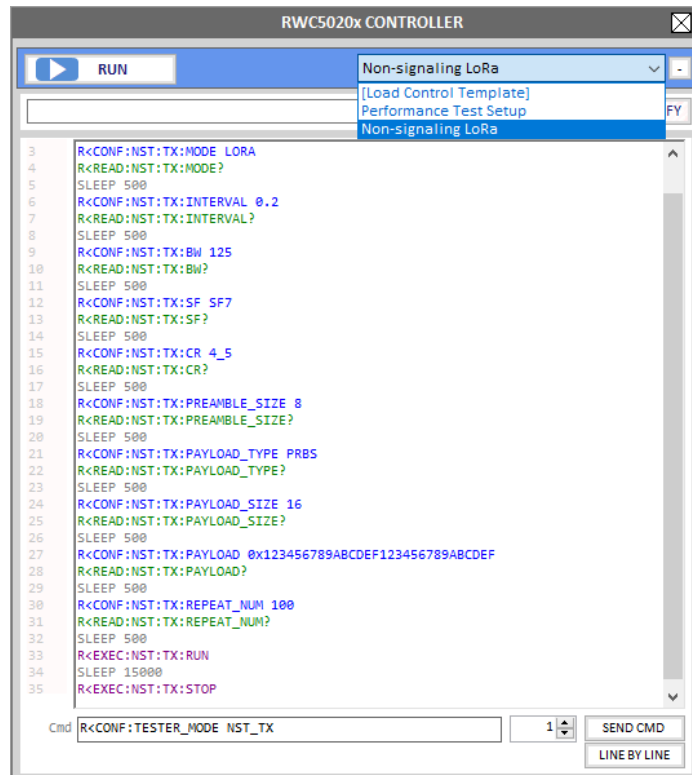 RWC5020x CONTROLLER
RUN
Non-signaling LoRa
-
[Load Control Template]
Performance Test Setup
FY
Non-signaling LoRa
3 R<CONF:NST:TX:MODE LORA
4 R<READ:NST:TX:MODE?
5 SLEEP 500
6 R<CONF:NST:TX:INTERVAL 0.2
7 R<READ:NST:TX:INTERVAL?
8 SLEEP 500
9 R<CONF:NST:TX:BW 125
10 R<READ:NST:TX:BW?
11 SLEEP 500
12 R<CONF:NST:TX:SF SF7
13 R<READ:NST:TX:SF?
14 SLEEP 500
15 R<CONF:NST:TX:CR 4_5
16 R<READ:NST:TX:CR?
17 SLEEP 500
18 R<CONF:NST:TX:PREAMBLE_SIZE 8
19 R<READ:NST:TX:PREAMBLE_SIZE?
20 SLEEP 500
21 R<CONF:NST:TX:PAYLOAD_TYPE PRBS
22 R<READ:NST:TX:PAYLOAD_TYPE?
23 SLEEP 500
24 R<CONF:NST:TX:PAYLOAD_SIZE 16
25 R<READ:NST:TX:PAYLOAD_SIZE?
26 SLEEP 500
27 R<CONF:NST:TX:PAYLOAD 0x123456789ABCDEF123456789ABCDEF
28 R<READ:NST:TX:PAYLOAD?
29 SLEEP 500
30 R<CONF:NST:TX:REPEAT_NUM 100
31 R<READ:NST:TX:REPEAT_NUM?
32 SLEEP 500
33 R<EXEC:NST:TX:RUN
34 SLEEP 15000
35 R<EXEC:NST:TX:STOP
Cmd R<CONF:TESTER_MODE NST_TX 1 SEND CMD
LINE BY LINE